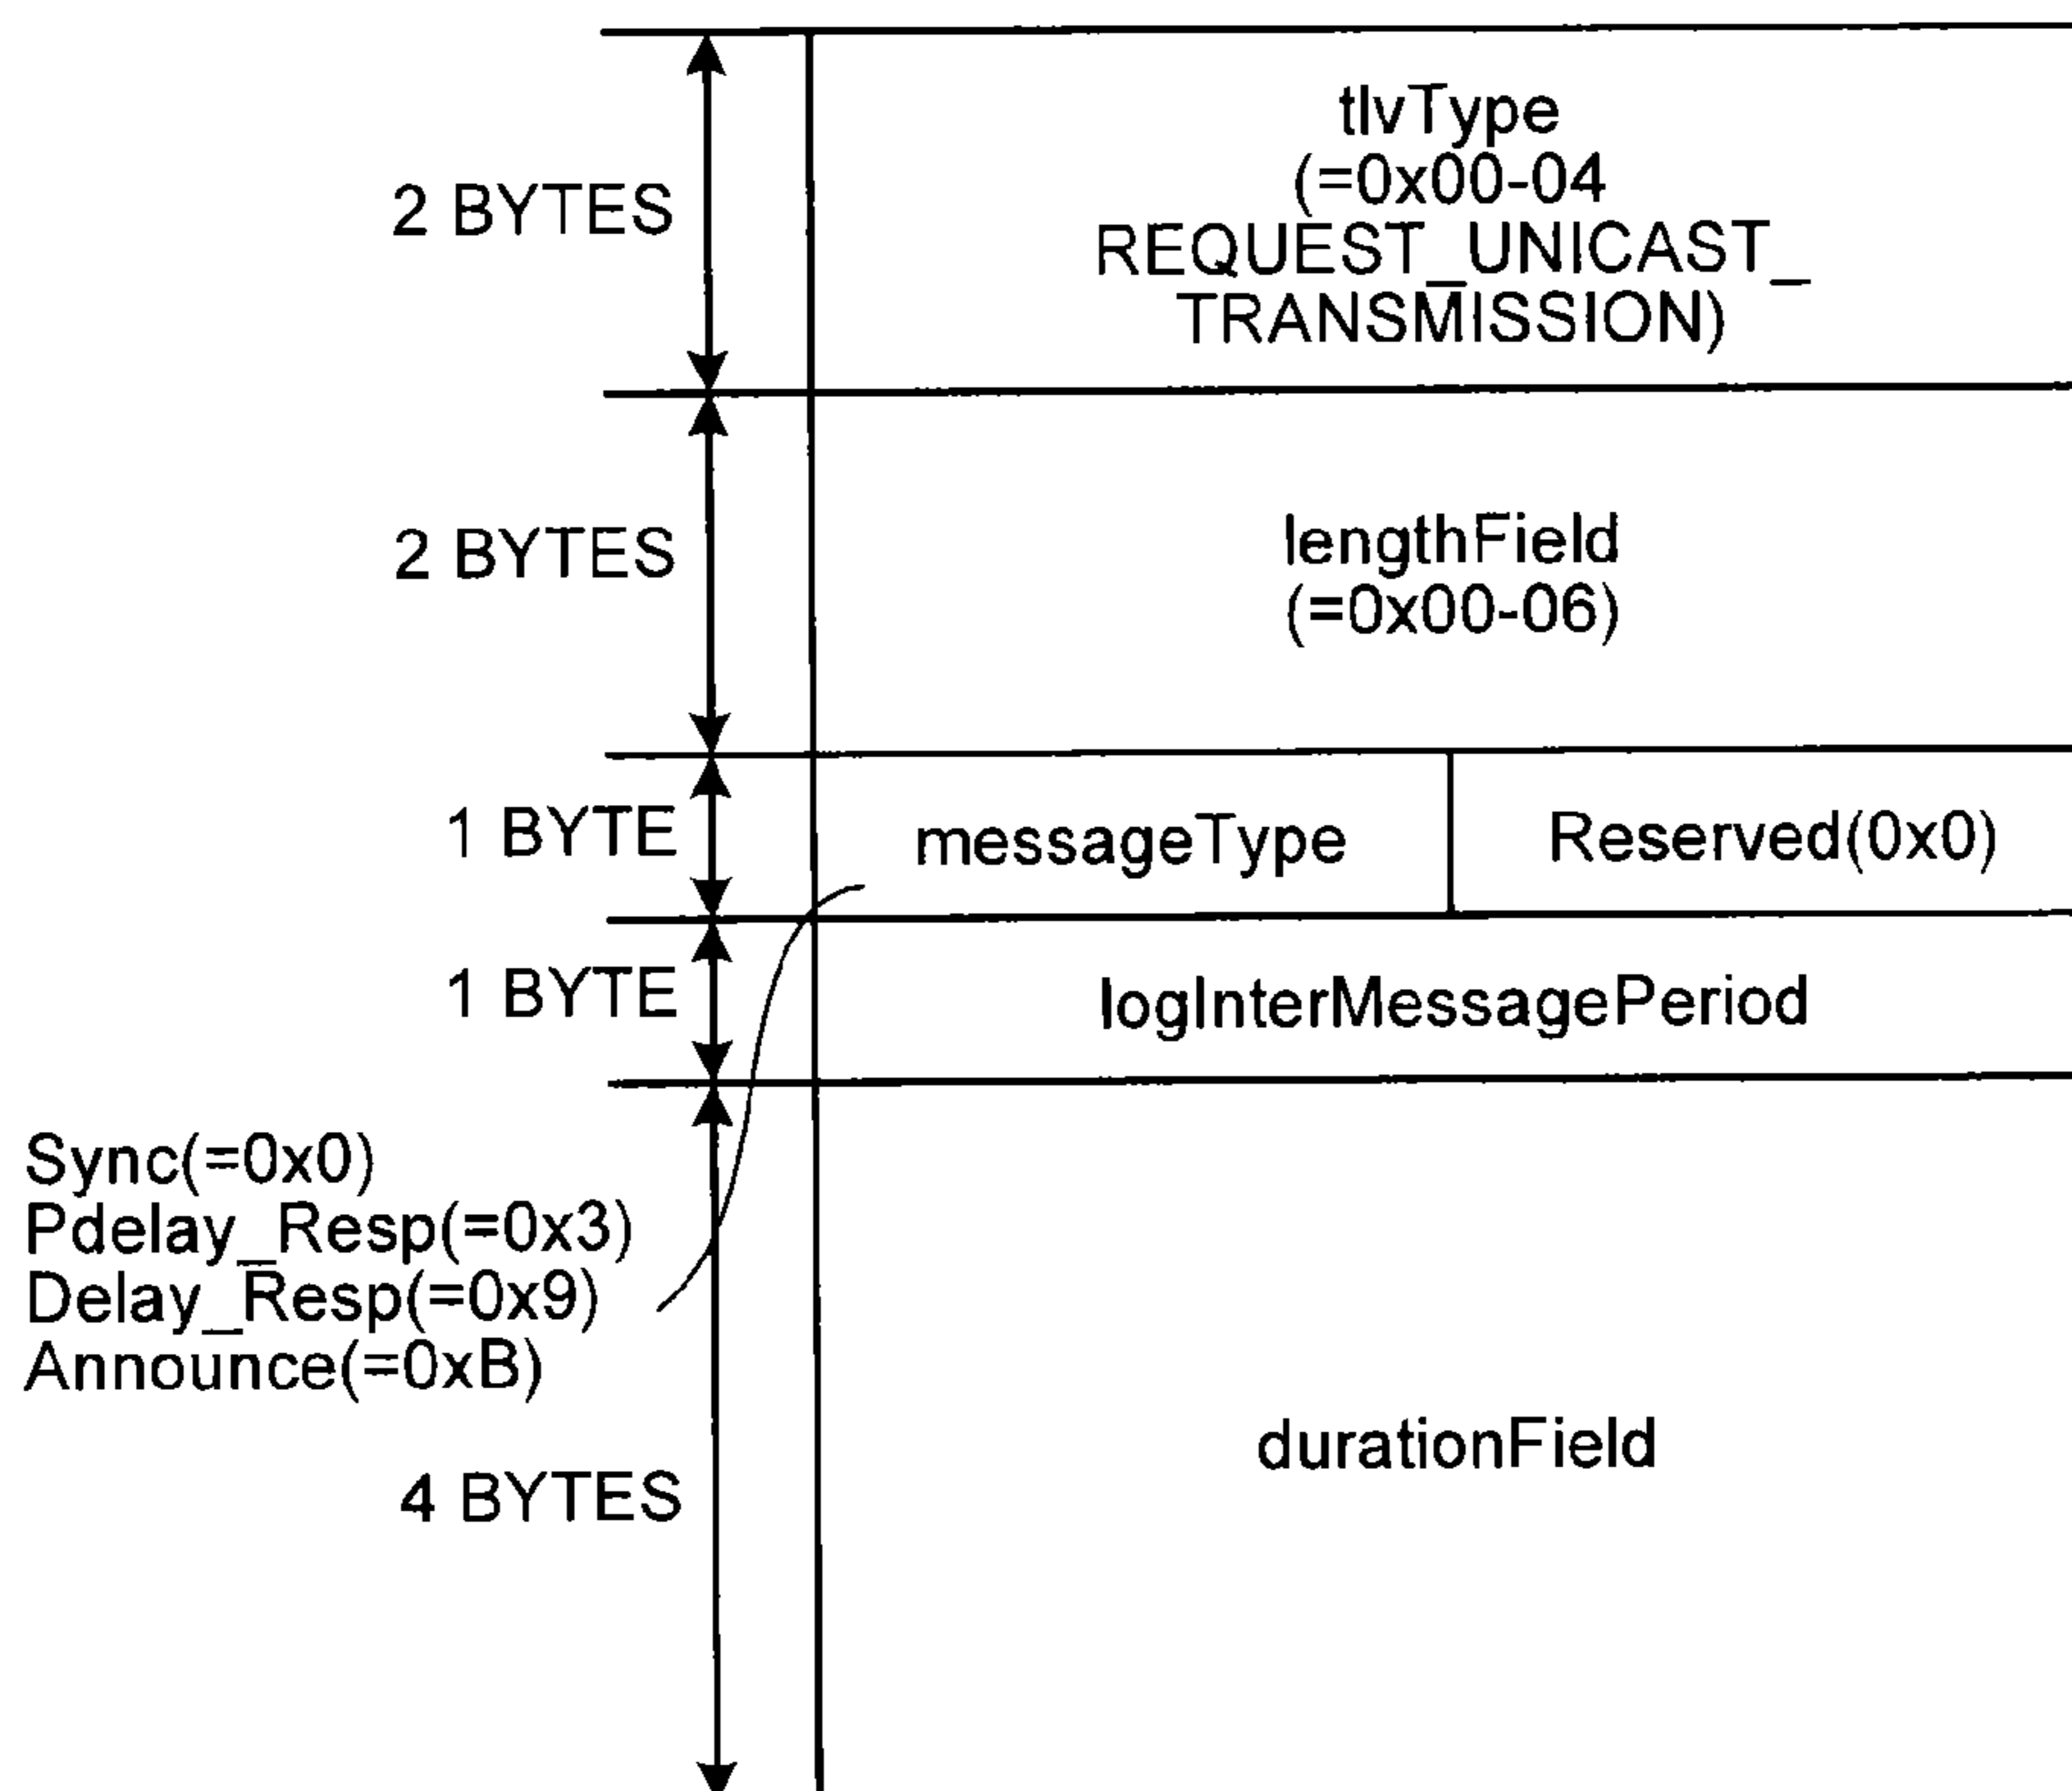 2 BYTES
tlvType
(=0x00-04
REQUEST_UNICAST_
TRANSMISSION)
2 BYTES
lengthField
(=0x00-06)
1 BYTE
messageType
Reserved(0x0)
1 BYTE
logInterMessagePeriod
Sync(=0x0)
Pdelay_Resp(=0x3)
Delay_Resp(=0x9)
Announce(=0xB)
4 BYTES
durationField